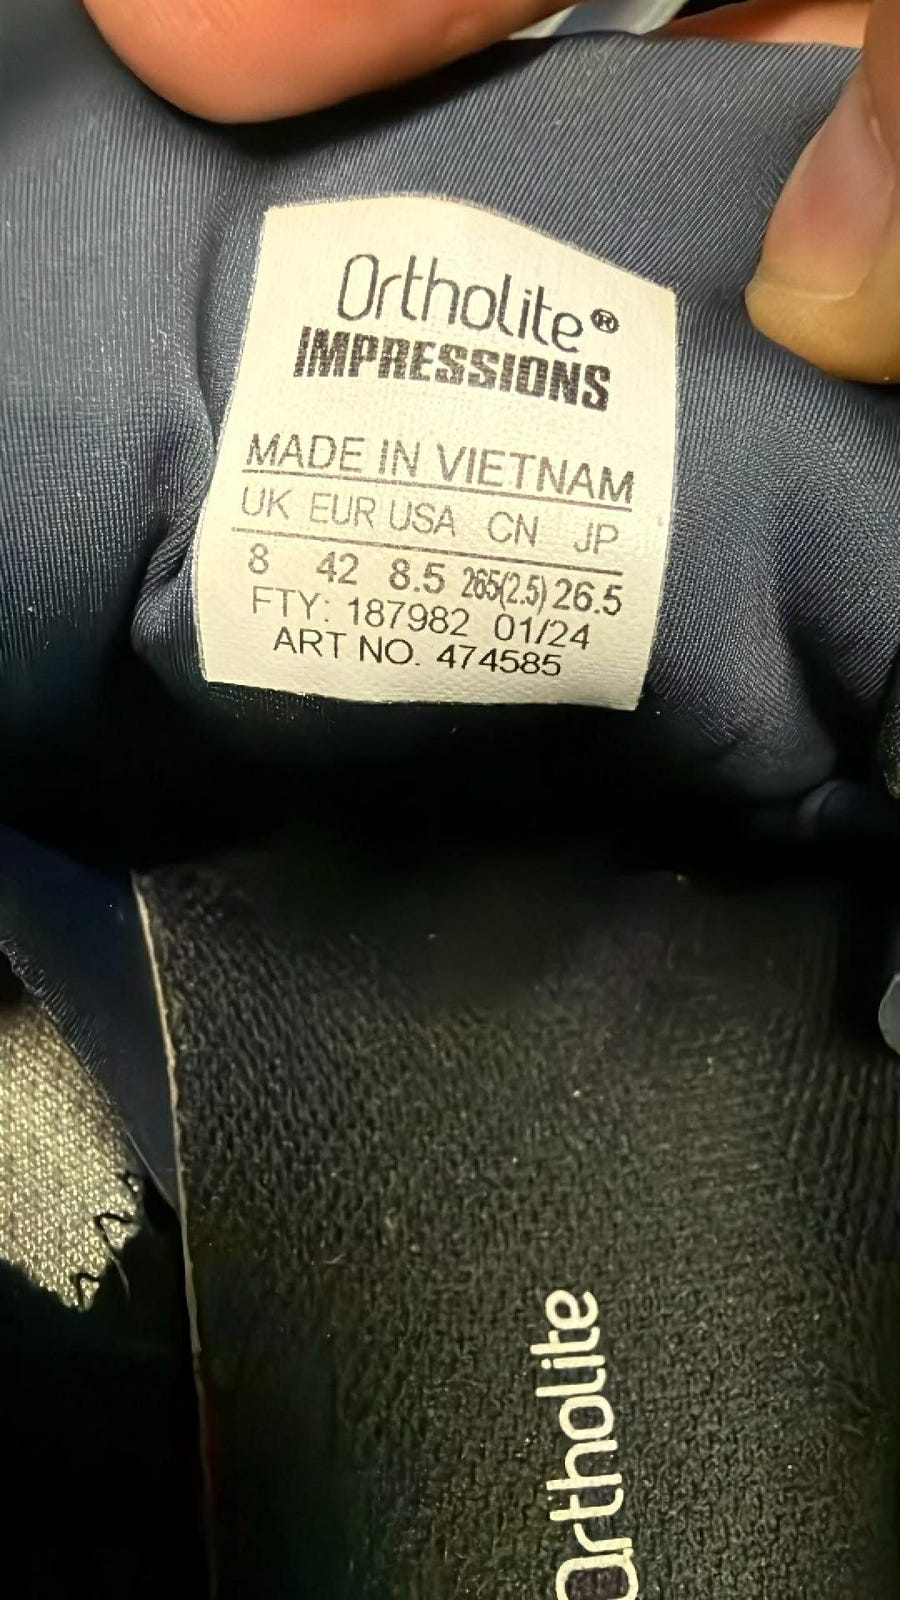 Ortholite®
IMPRESSIONS
MADE IN VIETNAM
UK EUR USA CN JP
8 42 8.5 265(2.5) 26.5
FTY: 187982 01/24
ART NO. 474585
Ortholite